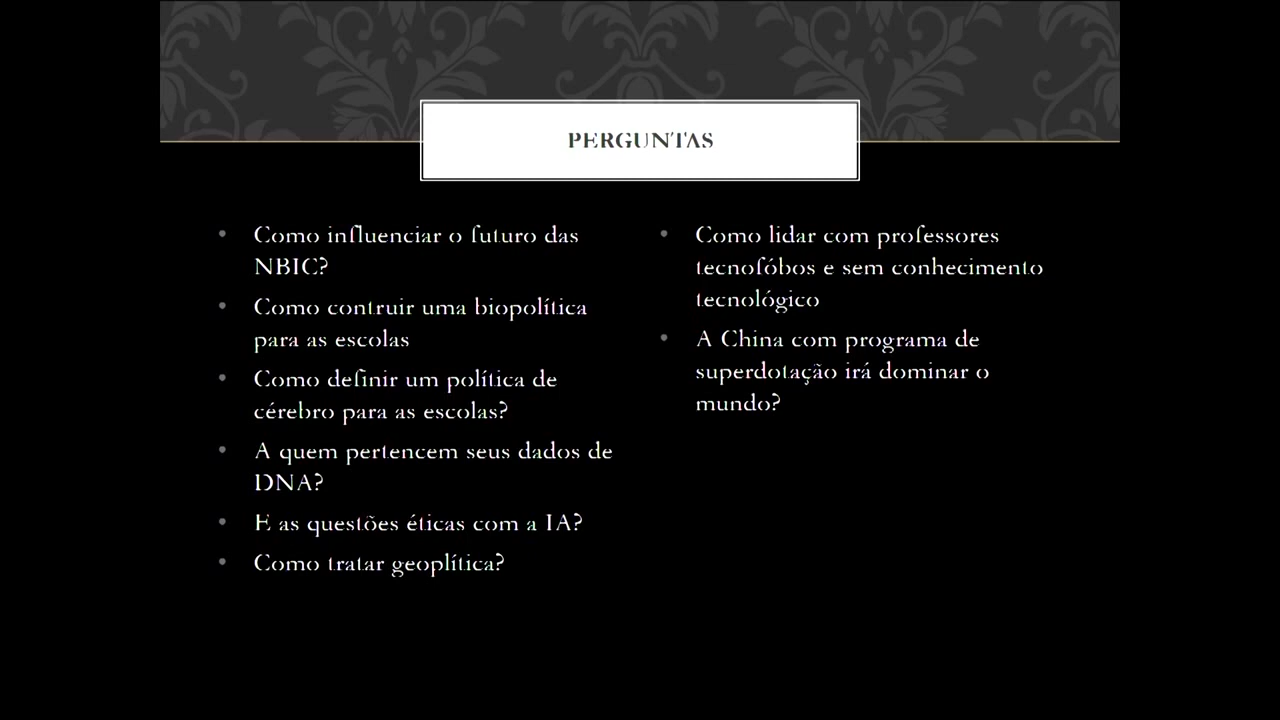 PERGUNTAS
• Como influenciar o futuro das
NBIC?
• Como contruir uma biopolítica
para as escolas
• Como definir um política de
cérebro para as escolas?
• A quem pertencem seus dados de
DNA?
• E as questões éticas com a IA?
• Como tratar geoplítica?
• Como lidar com professores
tecnofóbos e sem conhecimento
tecnológico
• A China com programa de
superdotação irá dominar o
mundo?